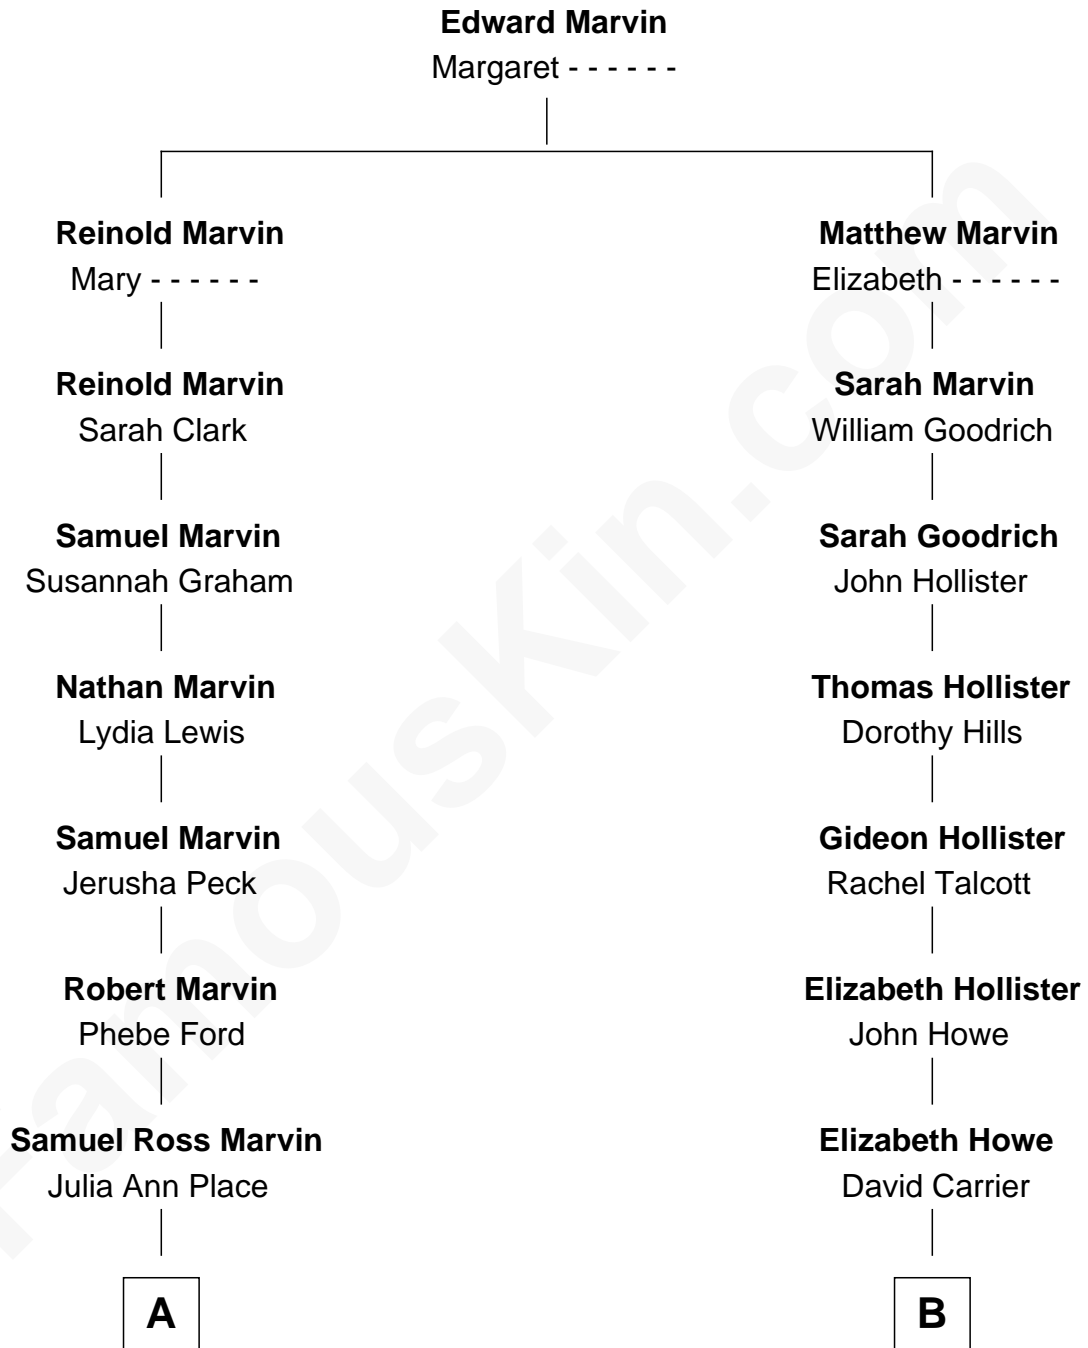 Edward Marvin
Margaret - - - - - -
Reinold Marvin
Mary - - - - - -
Matthew Marvin
Elizabeth - - - - - -
Reinold Marvin
Sarah Clark
Sarah Marvin
William Goodrich
Samuel Marvin
Susannah Graham
Sarah Goodrich
John Hollister
Nathan Marvin
Lydia Lewis
Thomas Hollister
Dorothy Hills
Samuel Marvin
Jerusha Peck
Gideon Hollister
Rachel Talcott
Robert Marvin
Phebe Ford
Elizabeth Hollister
John Howe
Samuel Ross Marvin
Julia Ann Place
Elizabeth Howe
David Carrier
A
B
FamousKin.com